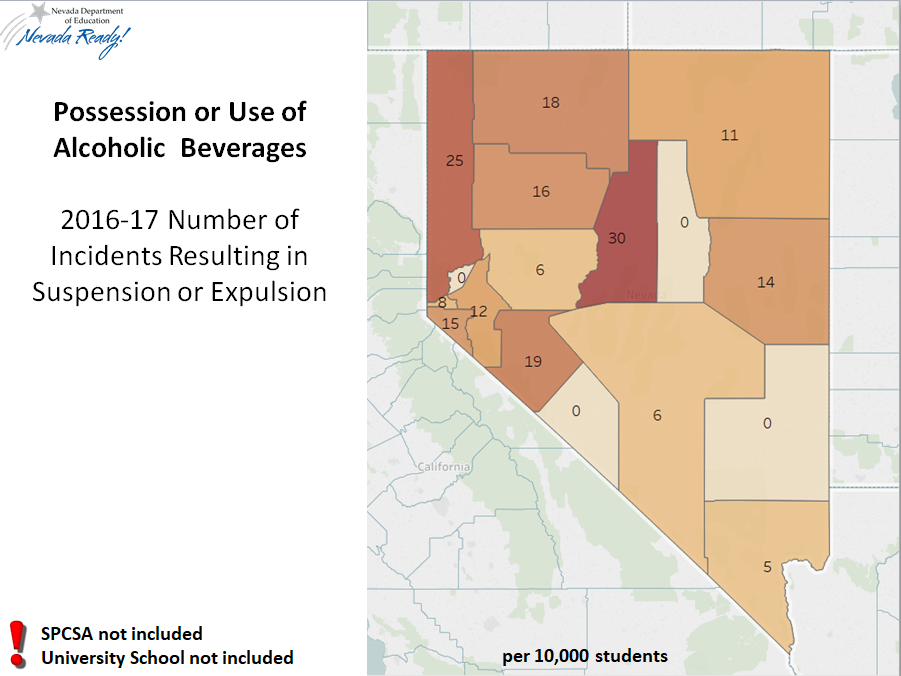 Nevada Department
of Education
Nevada Ready!
Possession or Use of
Alcoholic Beverages
2016-17 Number of
Incidents Resulting in
Suspension or Expulsion
18
11
25
16
0
30
6
0
14
8
12
15
19
0
6
0
5
Nevada
California
SPCSA not included
University School not included
per 10,000 students